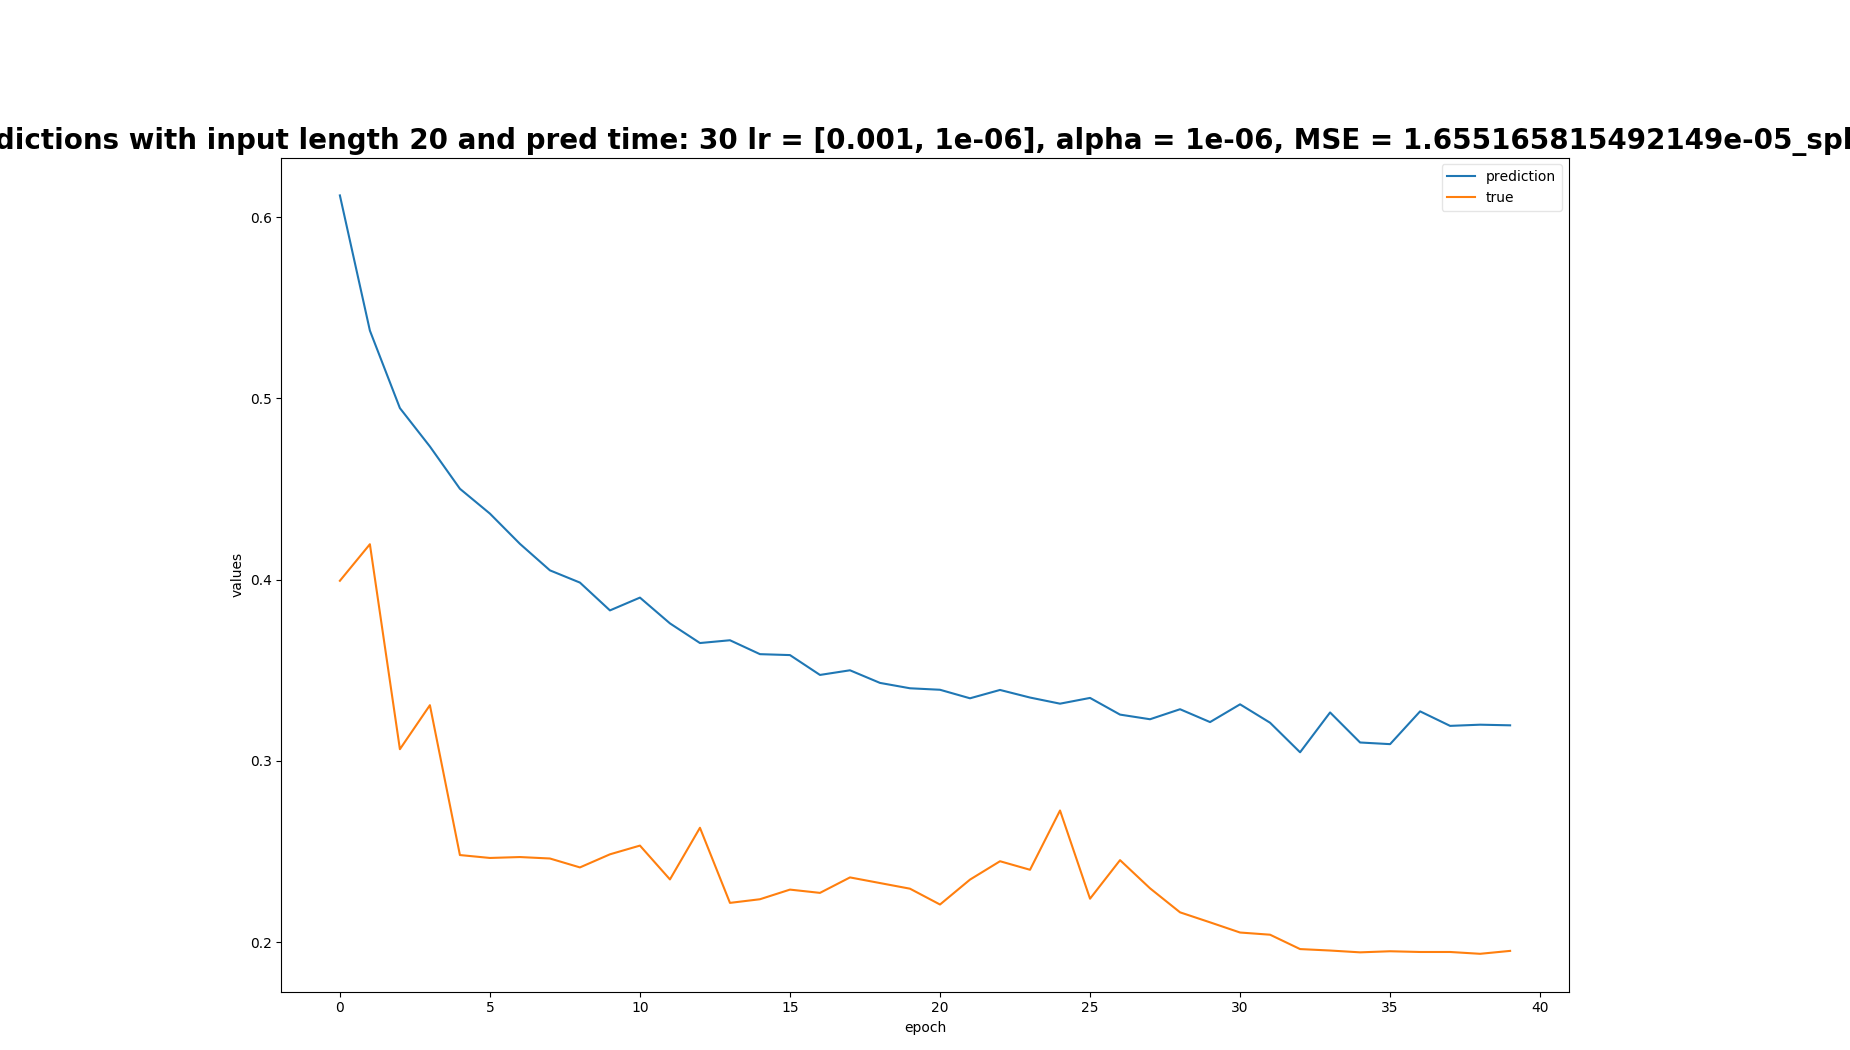 dictions with input length 20 and pred time: 30 lr = [0.001, 1e-06], alpha = 1e-06, MSE = 1.655165815492149e-05_spl
prediction
true
0.6
0.5
0.4
0.3
0.2
values
0 5 10 15 20 25 30 35 40
epoch